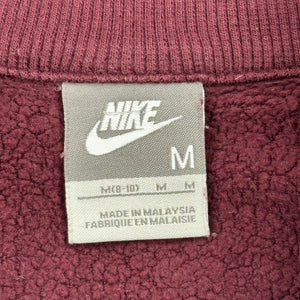 NIKE
M
M(8-10) M M
MADE IN MALAYSIA
FABRIQUÉ EN MALAISIE